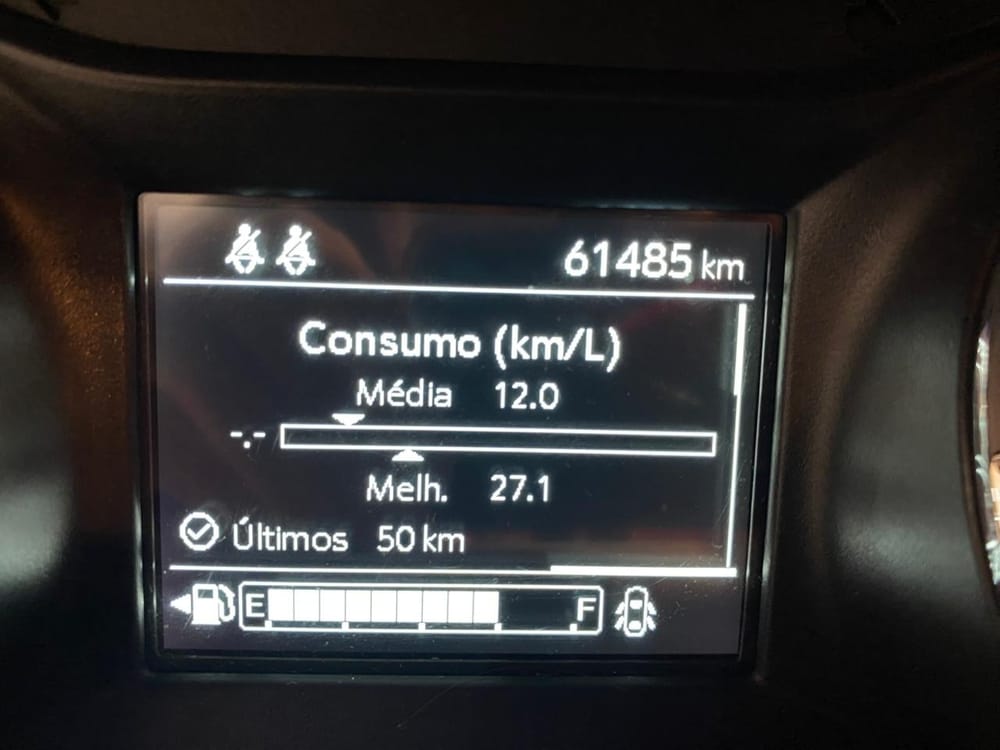 61485 km
Consumo (km/L)
Média 12.0
-.-
Melh. 27.1
Últimos 50 km
E F